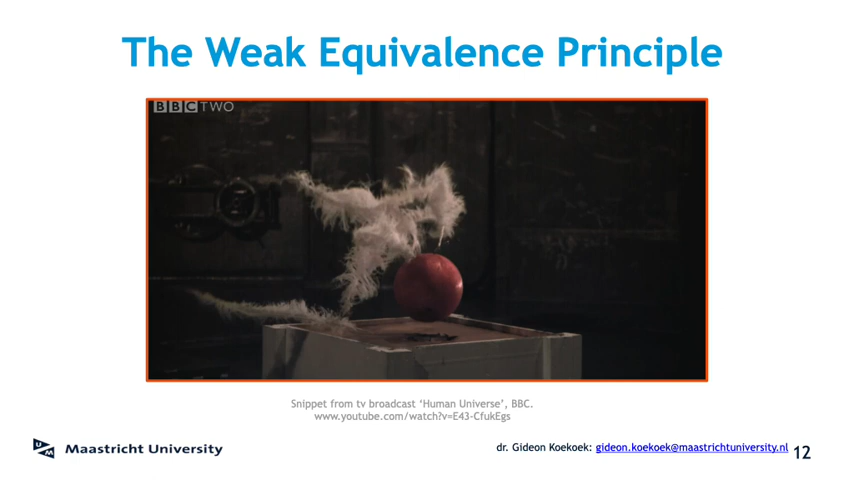 The Weak Equivalence Principle
BBC TWO
Snippet from tv broadcast ‘Human Universe’, BBC.
www.youtube.com/watch?v=E43-CfukEgs
UM Maastricht University
dr. Gideon Koekoek: gideon.koekoek@maastrichtuniversity.nl 12